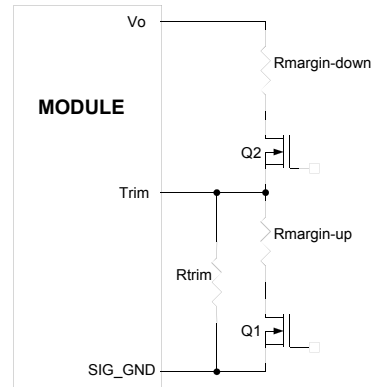 Vo
Rmargin-down
MODULE
Q2
Trim
Rmargin-up
Rtrim
Q1
SIG_GND